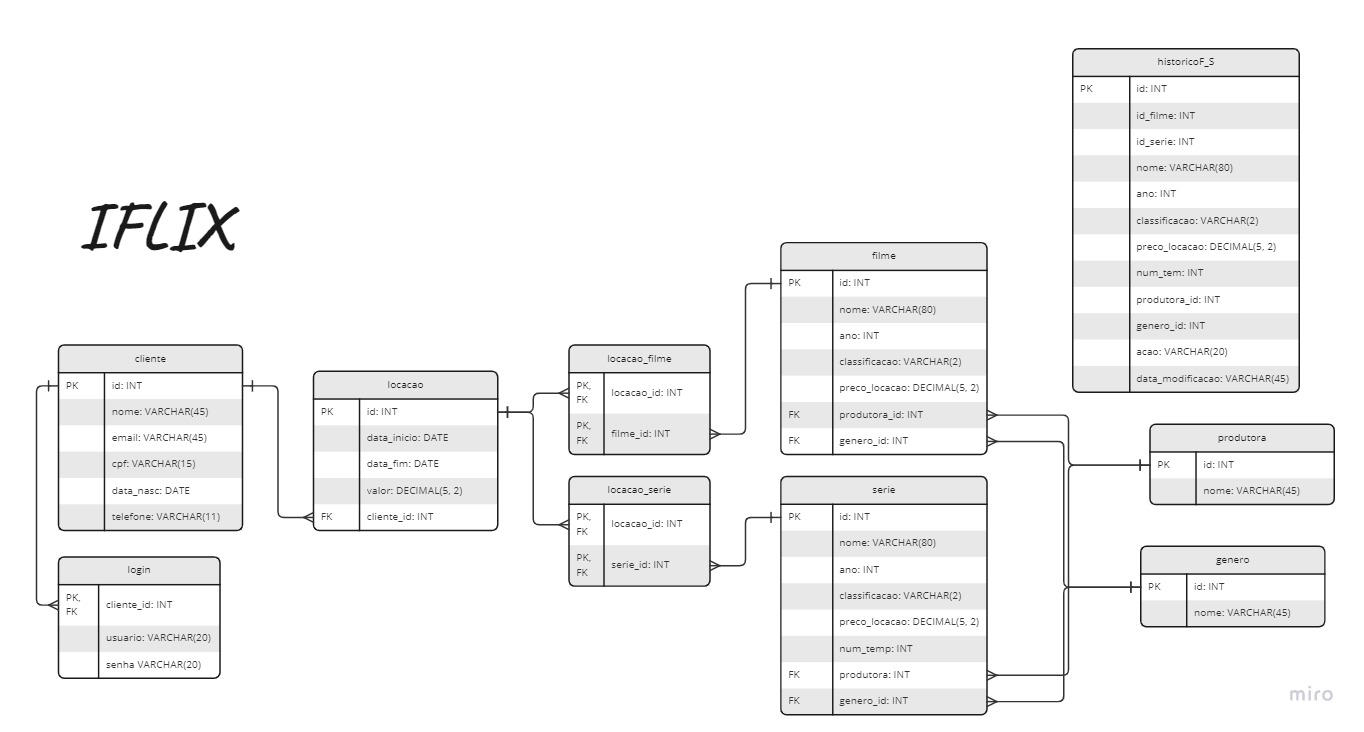 IFLIX
cliente
PK
id: INT
nome: VARCHAR(45)
email: VARCHAR(45)
cpf: VARCHAR(15)
data_nasc: DATE
telefone: VARCHAR(11)
login
PK,
FK
cliente_id: INT
usuario: VARCHAR(20)
senha VARCHAR(20)
locacao
PK
id: INT
data_inicio: DATE
data_fim: DATE
valor: DECIMAL(5, 2)
FK
cliente_id: INT
locacao_filme
PK,
FK
locacao_id: INT
PK,
FK
filme_id: INT
locacao_serie
PK,
FK
locacao_id: INT
PK,
FK
serie_id: INT
filme
PK
id: INT
nome: VARCHAR(80)
ano: INT
classificacao: VARCHAR(2)
preco_locacao: DECIMAL(5, 2)
FK
produtora_id: INT
FK
genero_id: INT
serie
PK
id: INT
nome: VARCHAR(80)
ano: INT
classificacao: VARCHAR(2)
preco_locacao: DECIMAL(5, 2)
num_temp: INT
FK
produtora: INT
FK
genero_id: INT
historicoF_S
PK
id: INT
id_filme: INT
id_serie: INT
nome: VARCHAR(80)
ano: INT
classificacao: VARCHAR(2)
preco_locacao: DECIMAL(5, 2)
num_tem: INT
produtora_id: INT
genero_id: INT
acao: VARCHAR(20)
data_modificacao: VARCHAR(45)
produtora
PK
id: INT
nome: VARCHAR(45)
genero
PK
id: INT
nome: VARCHAR(45)
miro